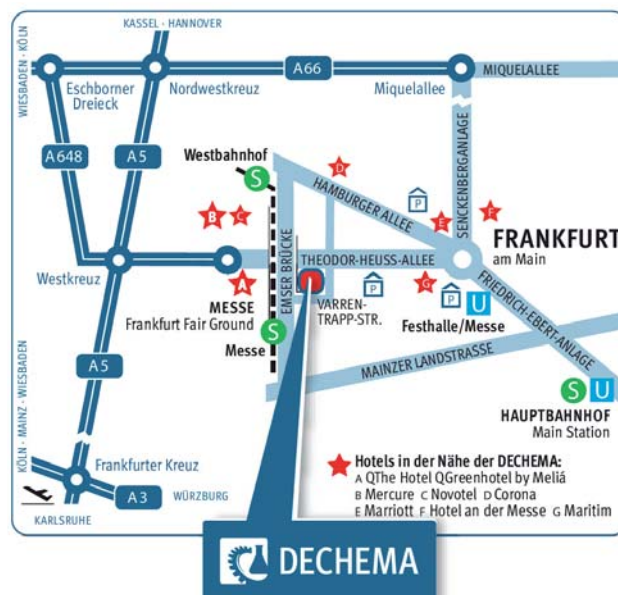 KASSEL - HANNOVER
WIESBADEN - KÖLN
A66
MIQUELALLEE
Eschborner
Dreieck
Nordwestkreuz
Miquelallee
A648
A5
Westbahnhof
S
D
HAMBURGER ALLEE
P
SENCKENBERGANLAGE
B
C
E
F
FRANKFURT
am Main
Westkreuz
THEODOR-HEUSS-ALLEE
A
EMSER BRÜCKE
P
G
P
U
MESSE
Frankfurt Fair Ground
VARREN-
TRAPP-STR.
Festhalle/Messe
FRIEDRICH-EBERT-ANLAGE
S
Messe
MAINZER LANDSTRASSE
A5
S U
HAUPTBAHNHOF
Main Station
KÖLN - MAINZ - WIESBADEN
Frankfurter Kreuz
A3
WÜRZBURG
KARLSRUHE
Hotels in der Nähe der DECHEMA:
A QThe Hotel QGreenhotel by Meliá
B Mercure C Novotel D Corona
E Marriott F Hotel an der Messe G Maritim
DECHEMA